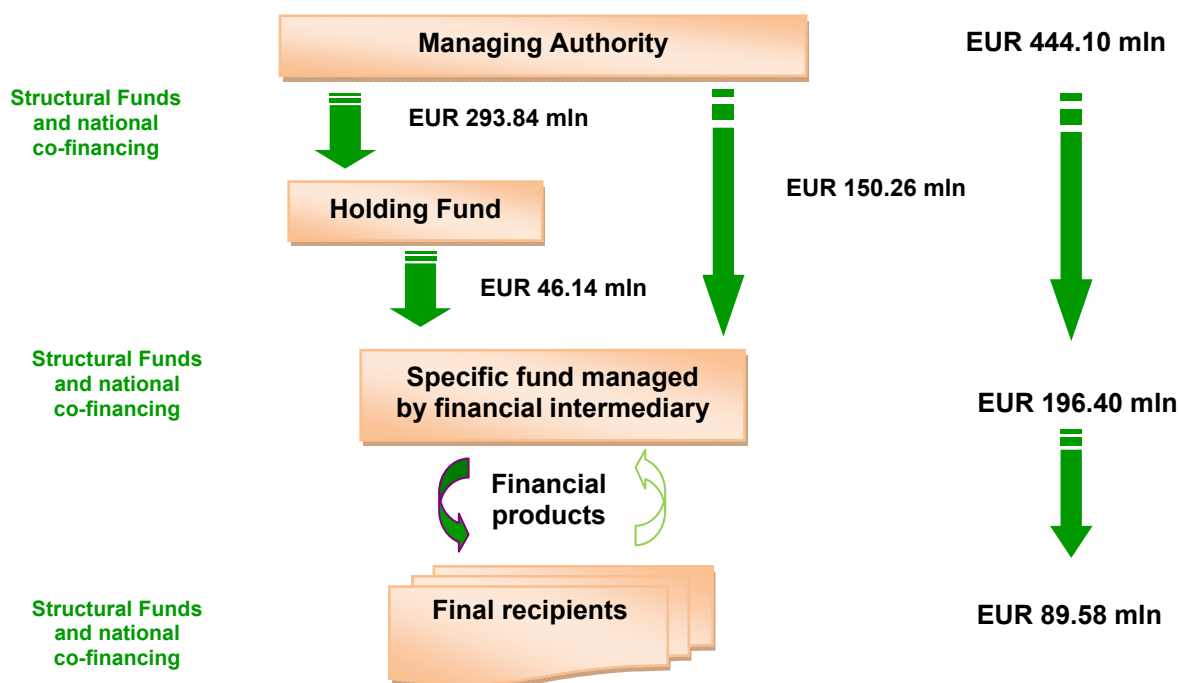 Managing Authority
EUR 444.10 mln
Structural Funds
and national
co-financing
EUR 293.84 mln
EUR 150.26 mln
Holding Fund
EUR 46.14 mln
Structural Funds
and national
co-financing
Specific fund managed
by financial intermediary
EUR 196.40 mln
Financial
products
Structural Funds
and national
co-financing
Final recipients
EUR 89.58 mln